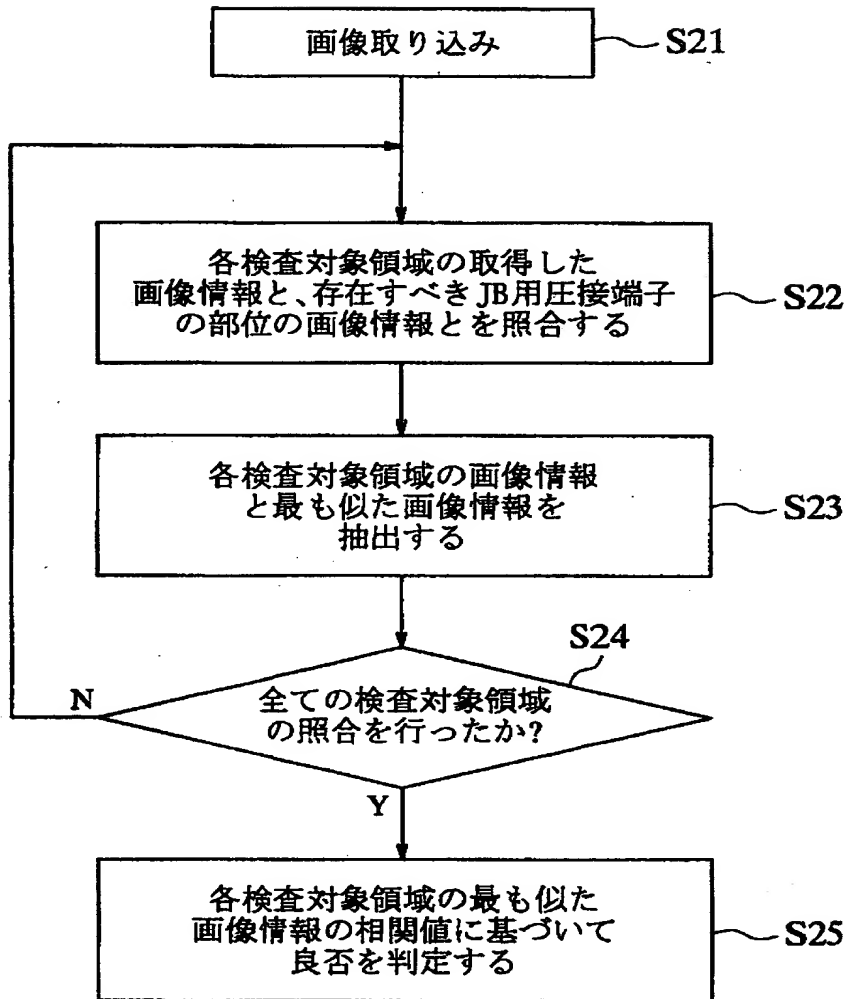 画像取り込み
S21
各検査対象領域の取得した
画像情報と、存在すべきJB用圧接端子
の部位の画像情報とを照合する
S22
各検査対象領域の画像情報
と最も似た画像情報を
抽出する
S23
S24
全ての検査対象領域
の照合を行ったか?
N
Y
各検査対象領域の最も似た
画像情報の相関値に基づいて
良否を判定する
S25